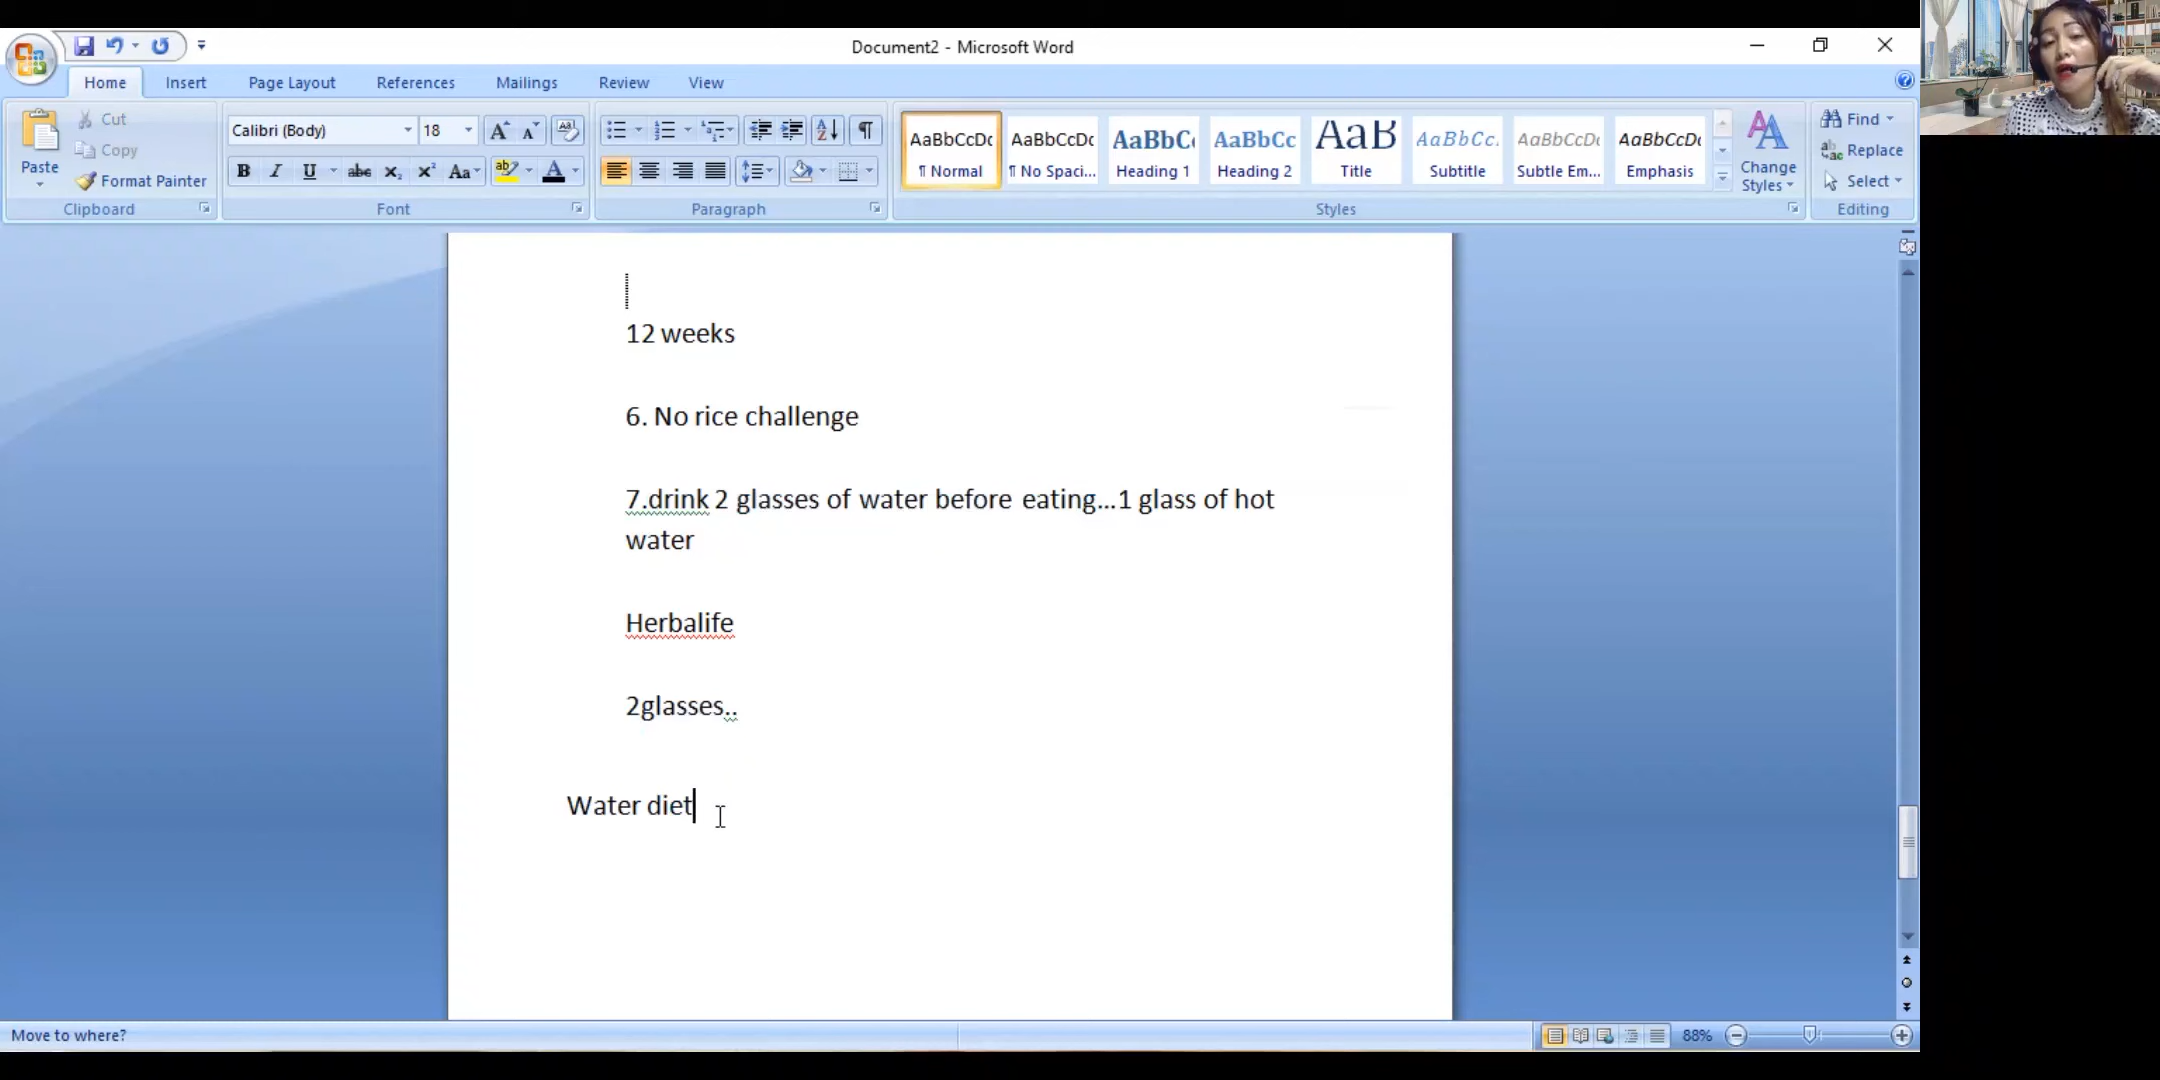 Document2 - Microsoft Word
Home Insert Page Layout References Mailings Review View
Paste
Cut
Copy
Format Painter
Clipboard
Calibri (Body) 18
Font
Paragraph
AaBbCcDc AaBbCcDc AaBbC AaBbCc AaB AaBbCc. AaBbCcDc AaBbCcDc
¶ Normal ¶ No Spaci... Heading 1 Heading 2 Title Subtitle Subtle Em... Emphasis
Change
Styles
Styles
Find
Replace
Select
Editing
12 weeks
6. No rice challenge
7.drink 2 glasses of water before eating...1 glass of hot
water
Herbalife
2glasses..
Water diet
Move to where?
88%